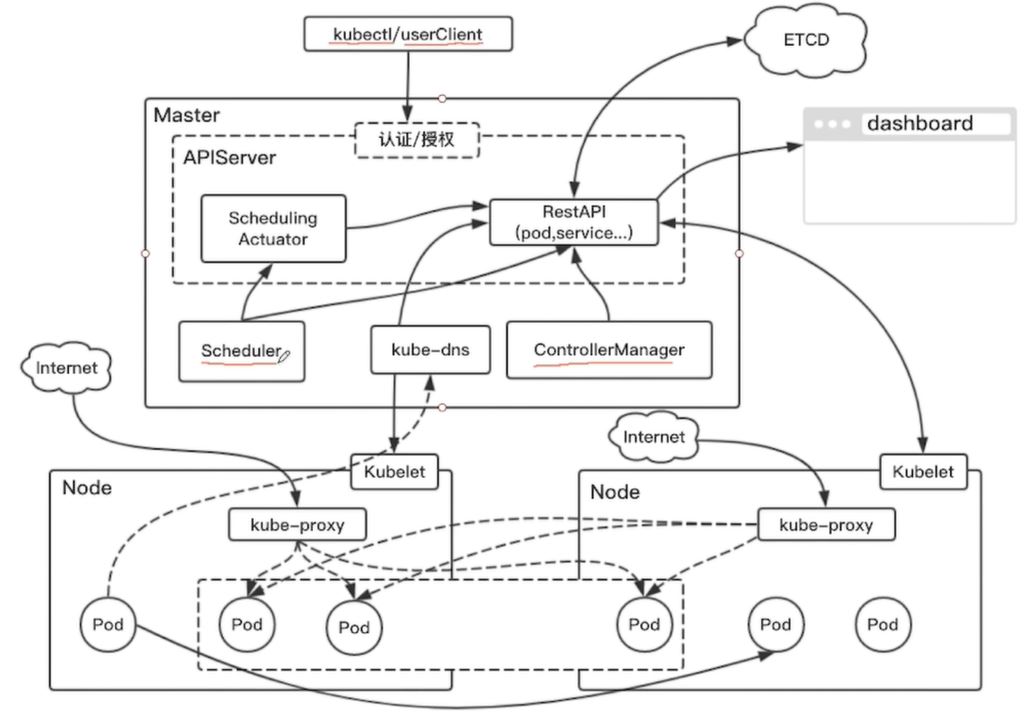 kubectl/userClient
ETCD
Master
认证/授权
dashboard
APIServer
Scheduling
Actuator
RestAPI
(pod,service...)
Scheduler
kube-dns
ControllerManager
Internet
Internet
Kubelet
Kubelet
Node
Node
kube-proxy
kube-proxy
Pod
Pod
Pod
Pod
Pod
Pod